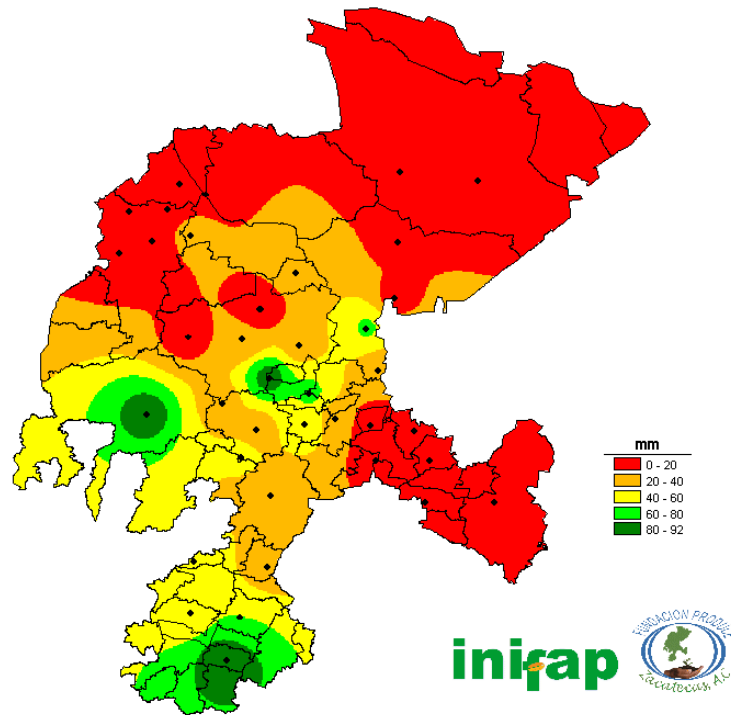 mm
0 - 20
20 - 40
40 - 60
60 - 80
80 - 92
inifap
FUNDACION PRODUCE
Zacatecas, A.C.